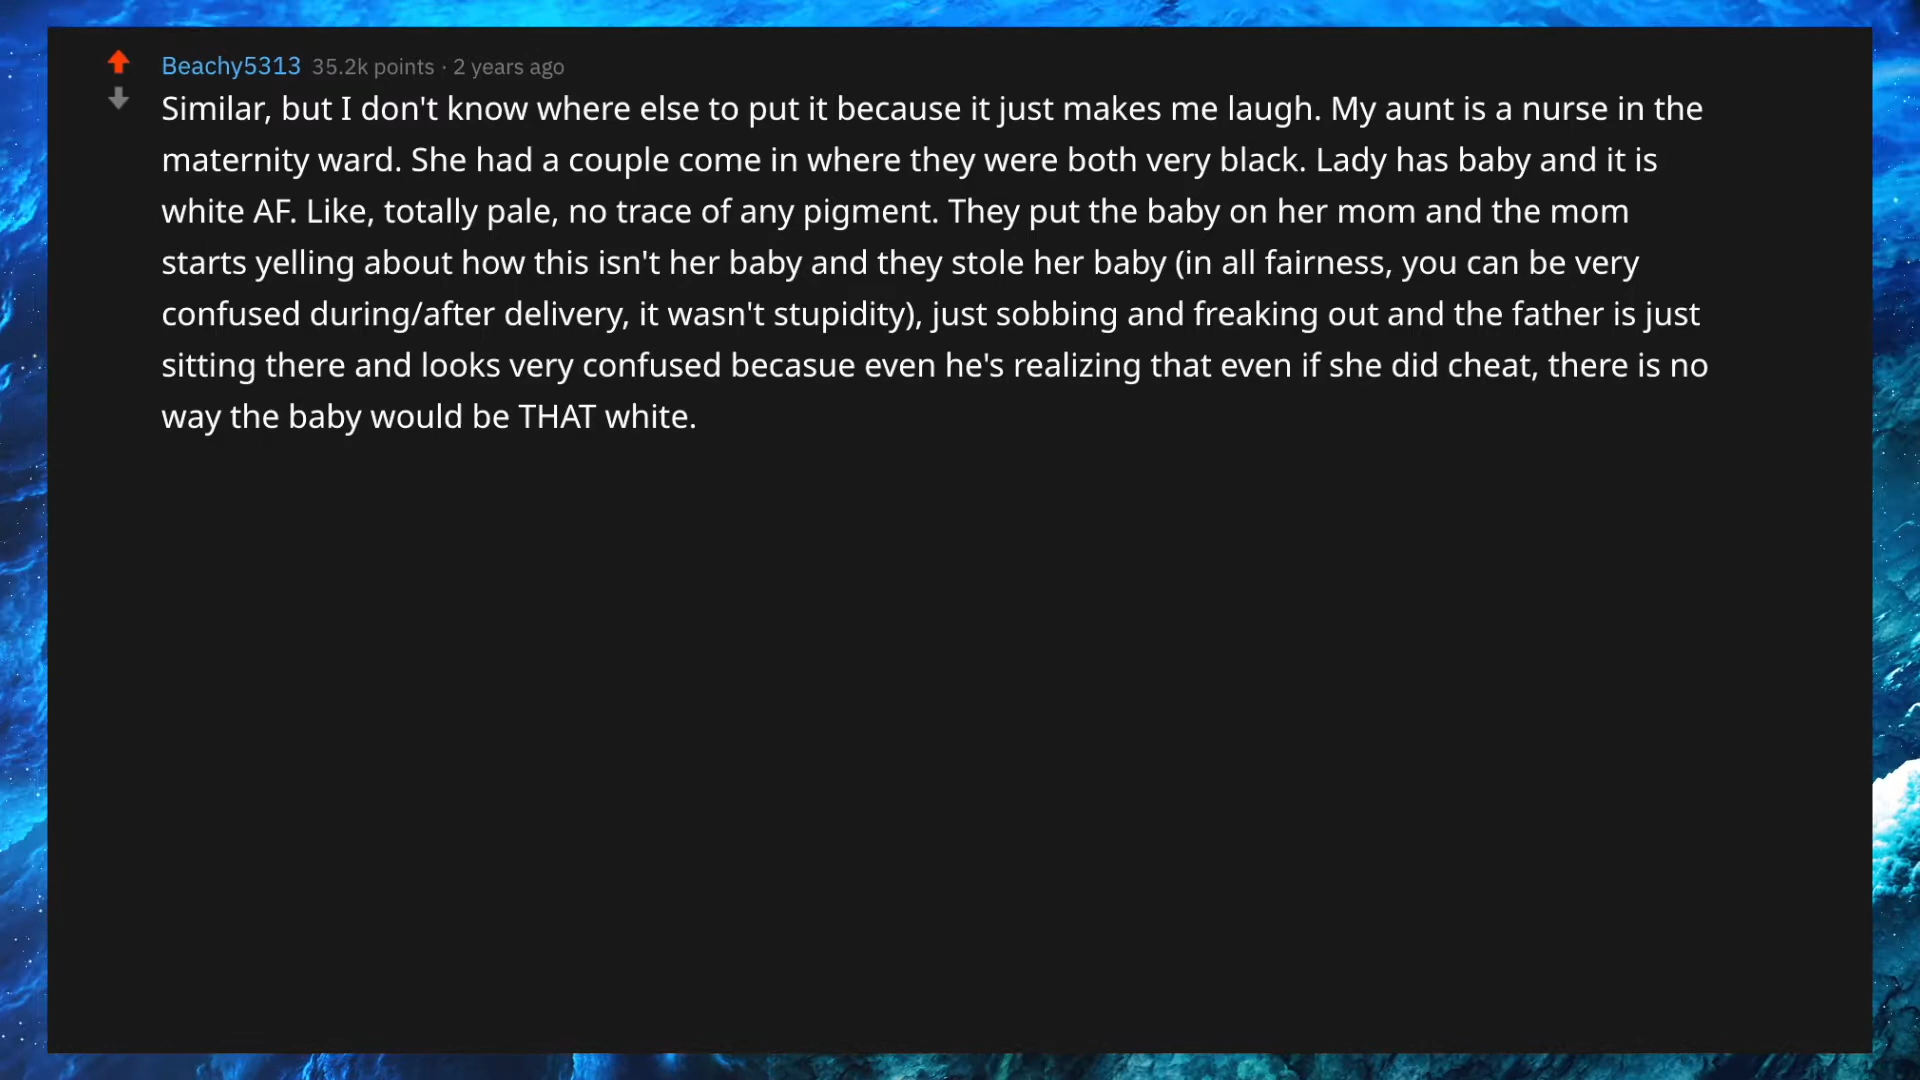 Beachy5313 35.2k points · 2 years ago
Similar, but I don't know where else to put it because it just makes me laugh. My aunt is a nurse in the
maternity ward. She had a couple come in where they were both very black. Lady has baby and it is
white AF. Like, totally pale, no trace of any pigment. They put the baby on her mom and the mom
starts yelling about how this isn't her baby and they stole her baby (in all fairness, you can be very
confused during/after delivery, it wasn't stupidity), just sobbing and freaking out and the father is just
sitting there and looks very confused becasue even he's realizing that even if she did cheat, there is no
way the baby would be THAT white.